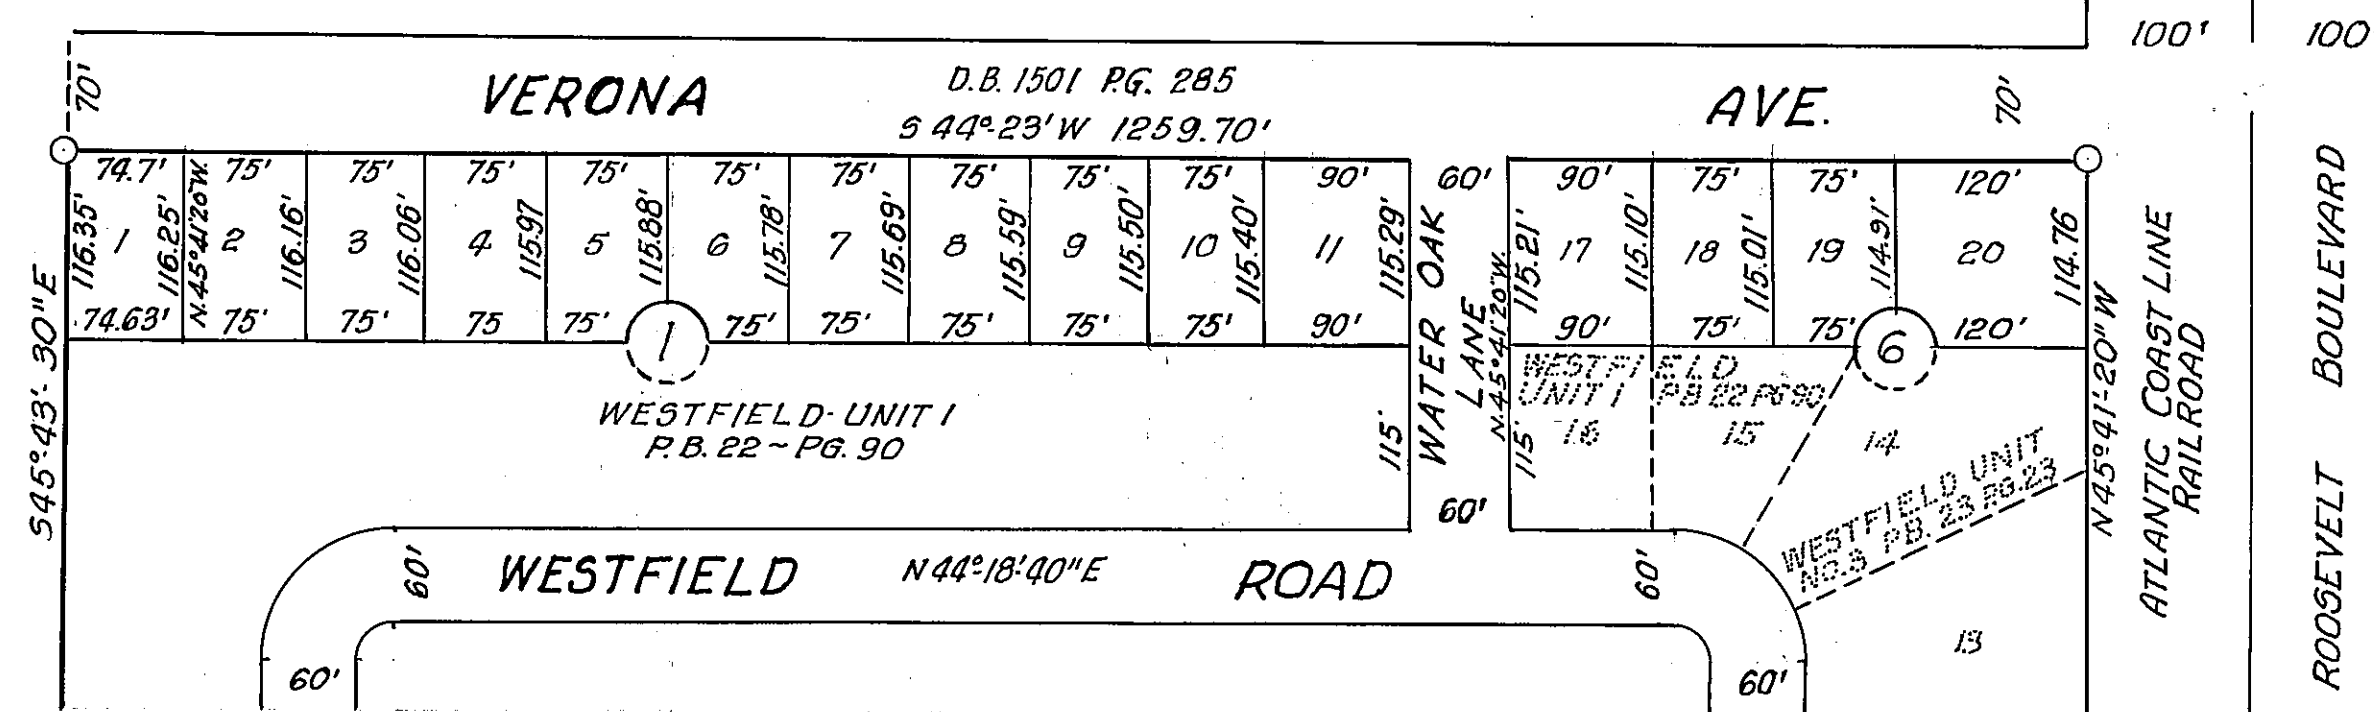 100' 100
70' VERONA D.B. 1501 P.G. 285 AVE. 70'
S 44°-23'W 1259.70'
74.7' 75' 75' 75' 75' 75' 75' 75' 75' 75' 90' 60' 90' 75' 75' 120'
116.35' 116.25' N.45°41'20"W. 116.16' 116.06' 115.97 115.88' 115.78' 115.69' 115.59' 115.50' 115.40' 115.29' 115.21' 115.10' 115.01' 114.91' 114.76
1 2 3 4 5 6 7 8 9 10 11 17 18 19 20
74.63' 75' 75' 75 75' 75' 75' 75' 75' 75' 90' 90' 75' 75' 120'
1 6
WATER OAK
LANE
N.45°41'20"W.
WESTFIELD
UNIT 1 P B 22 PG 90
WESTFIELD-UNIT 1
P.B. 22~PG. 90
115' 115'
16 15 14
60'
WESTFIELD UNIT
NO.3 P.B. 23 PG.23
13
S45°-43'-30"E
N45°-41'-20"W
ATLANTIC COAST LINE
RAILROAD
ROOSEVELT BOULEVARD
60' WESTFIELD N44°-18'-40"E ROAD 60'
60' 60'